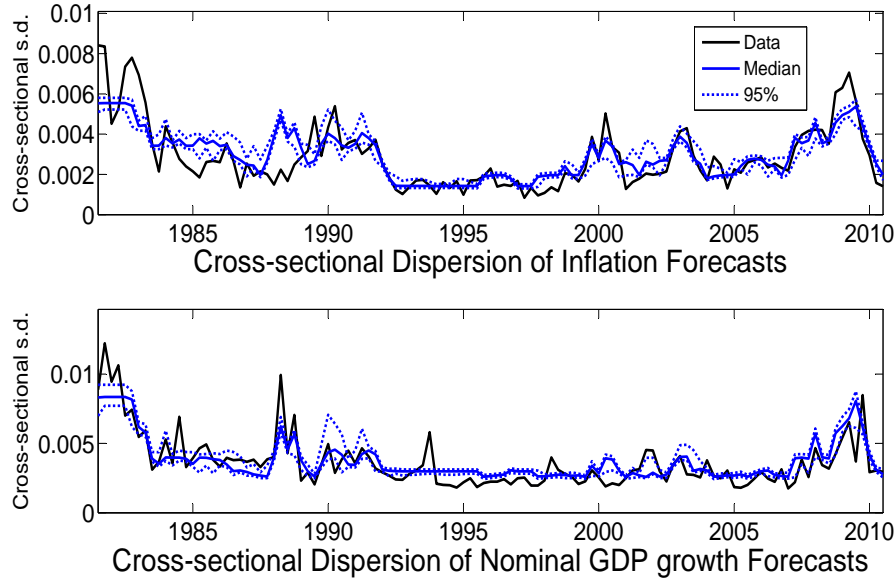 0.01
0.008
0.006
0.004
0.002
0
Cross-sectional s.d.
Data
Median
95%
1985 1990 1995 2000 2005 2010
Cross-sectional Dispersion of Inflation Forecasts
0.01
0.005
0
Cross-sectional s.d.
1985 1990 1995 2000 2005 2010
Cross-sectional Dispersion of Nominal GDP growth Forecasts